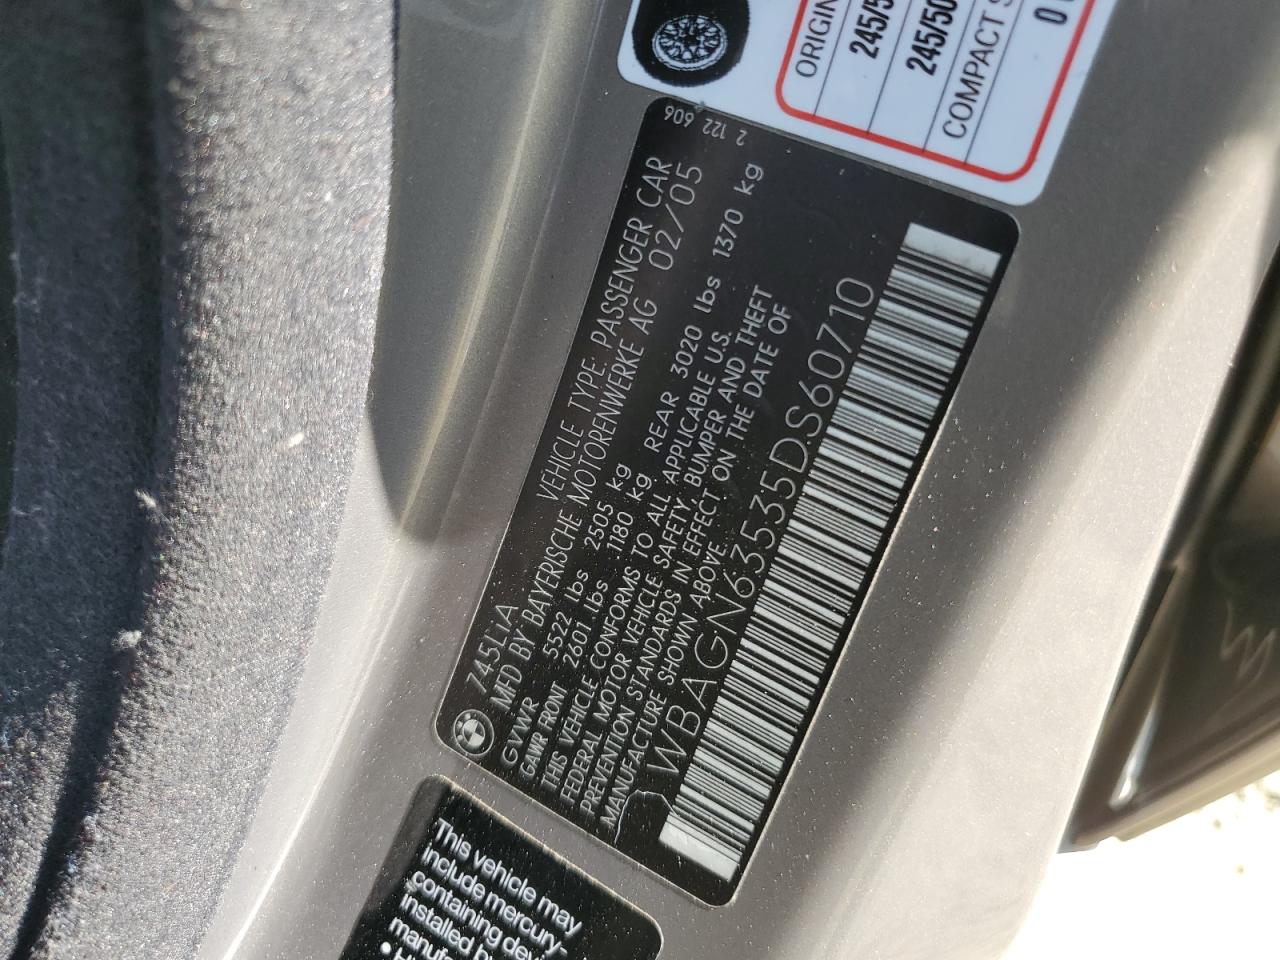 ORIGIN
245/5
245/50
COMPACT S
2 122 606
745LIA VEHICLE TYPE: PASSENGER CAR
MFD BY BAYERISCHE MOTORENWERKE AG 02/05
GVWR 5522 lbs 2505 kg
GAWR FRONT 2601 lbs 1180 kg REAR 3020 lbs 1370 kg
THIS VEHICLE CONFORMS TO ALL APPLICABLE U.S.
FEDERAL MOTOR VEHICLE SAFETY, BUMPER AND THEFT
PREVENTION STANDARDS IN EFFECT ON THE DATE OF
MANUFACTURE SHOWN ABOVE.
WBAGN63535DS60710
This vehicle may
include mercury-
containing devi
installed by
manufa